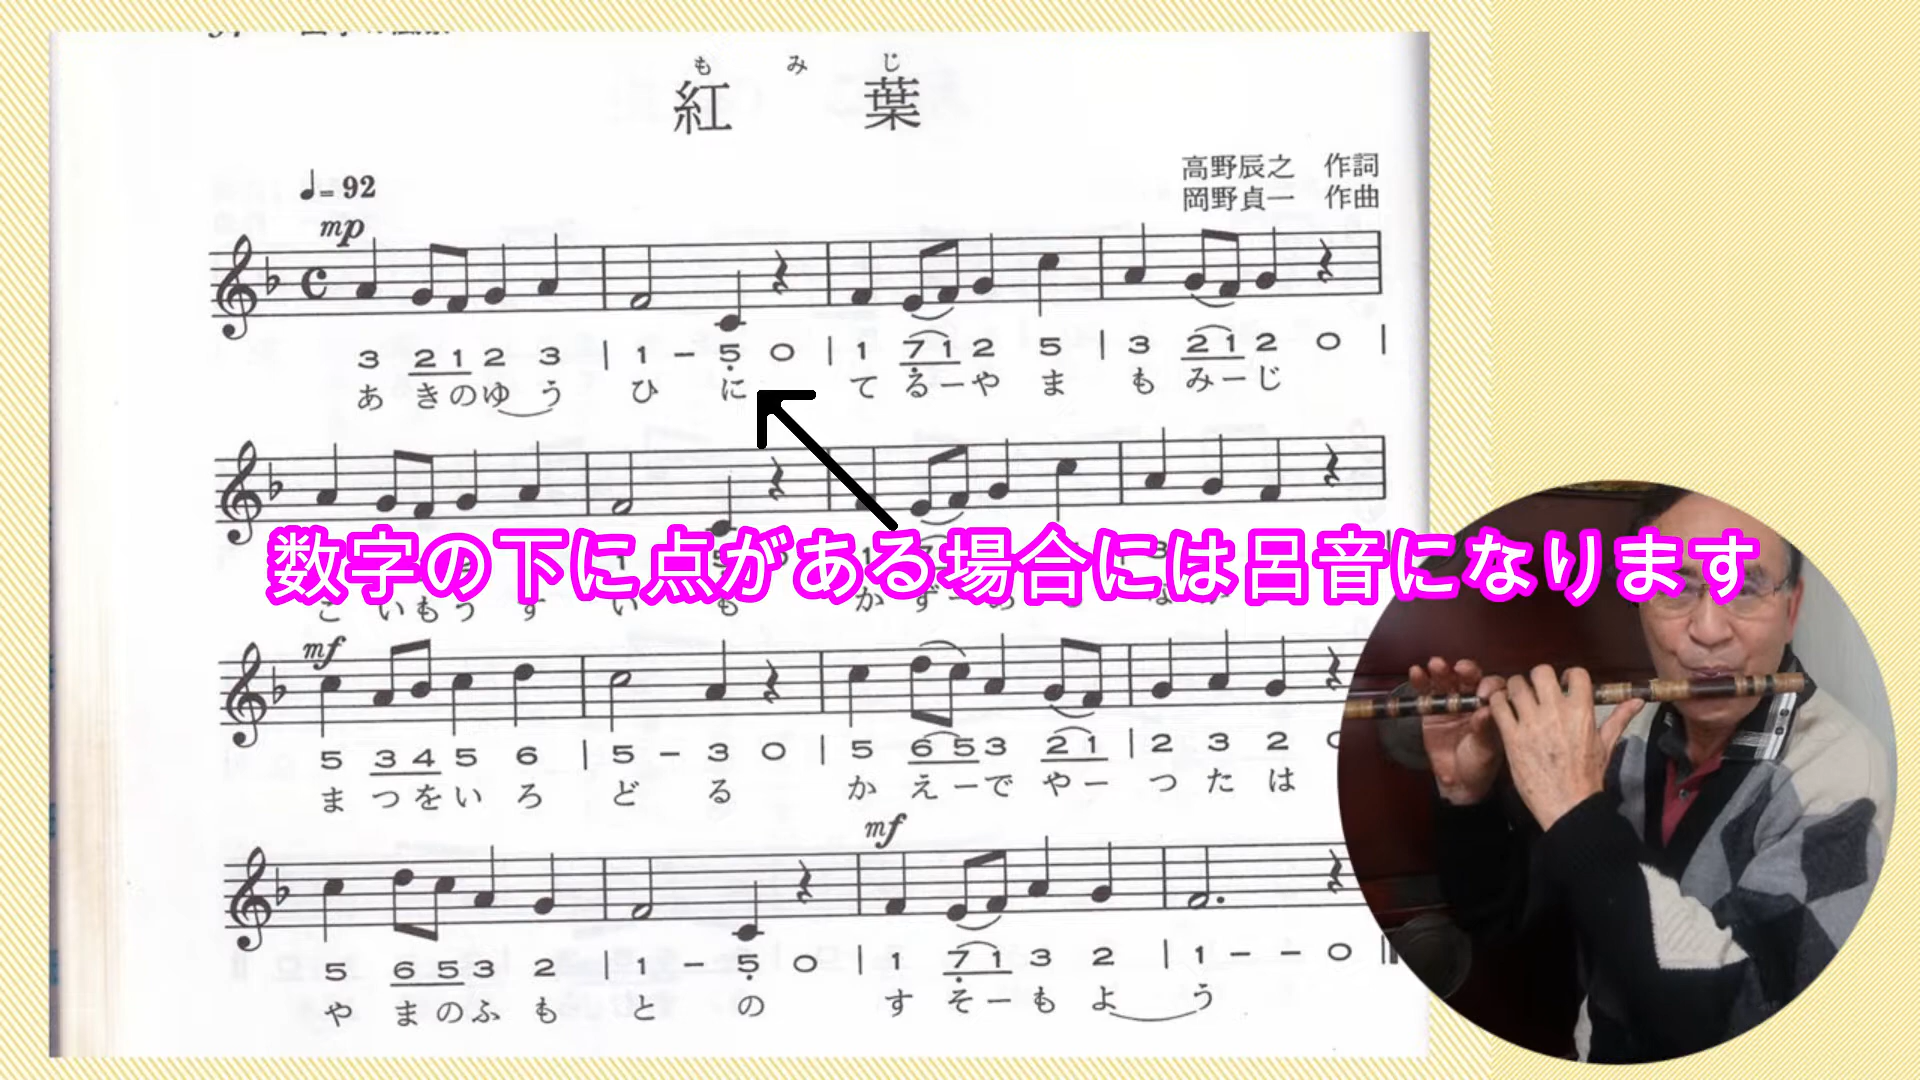 も み じ
紅 葉
♩= 92
高野辰之 作詞
岡野貞一 作曲
mp
3 2 1 2 3 | 1 - 5 0 | 1 7 1 2 5 | 3 2 1 2 0 |
あ きのゆ う ひ に て るーや ま も みーじ
数字の下に点がある場合には呂音になります
mf
5 3 4 5 6 | 5 - 3 0 | 5 6 5 3 2 1 | 2 3 2
ま つをい ろ ど る か えーで やー つ た は
mf
5 6 5 3 2 | 1 - 5 0 | 1 7 1 3 2 | 1 - - 0
や まのふ も と の す そーも よ う